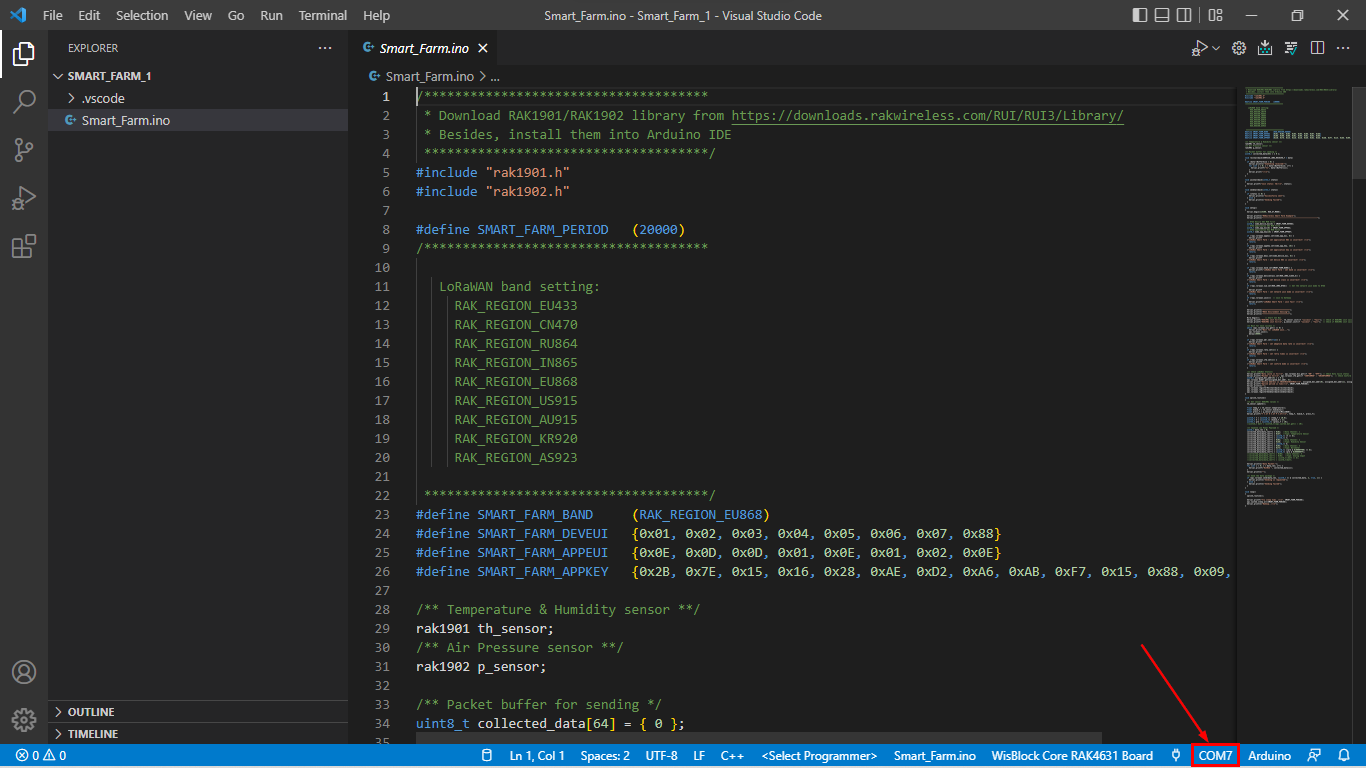 File Edit Selection View Go Run Terminal Help Smart_Farm.ino - Smart_Farm_1 - Visual Studio Code
EXPLORER
SMART_FARM_1
.vscode
Smart_Farm.ino
OUTLINE
TIMELINE
Smart_Farm.ino
Smart_Farm.ino > ...
1 /*************************************
2 * Download RAK1901/RAK1902 library from https://downloads.rakwireless.com/RUI/RUI3/Library/
3 * Besides, install them into Arduino IDE
4 *************************************/
5 #include "rak1901.h"
6 #include "rak1902.h"
7
8 #define SMART_FARM_PERIOD (20000)
9 /*************************************
10
11 LoRaWAN band setting:
12 RAK_REGION_EU433
13 RAK_REGION_CN470
14 RAK_REGION_RU864
15 RAK_REGION_IN865
16 RAK_REGION_EU868
17 RAK_REGION_US915
18 RAK_REGION_AU915
19 RAK_REGION_KR920
20 RAK_REGION_AS923
21
22 *************************************/
23 #define SMART_FARM_BAND (RAK_REGION_EU868)
24 #define SMART_FARM_DEVEUI {0x01, 0x02, 0x03, 0x04, 0x05, 0x06, 0x07, 0x88}
25 #define SMART_FARM_APPEUI {0x0E, 0x0D, 0x0D, 0x01, 0x0E, 0x01, 0x02, 0x0E}
26 #define SMART_FARM_APPKEY {0x2B, 0x7E, 0x15, 0x16, 0x28, 0xAE, 0xD2, 0xA6, 0xAB, 0xF7, 0x15, 0x88, 0x09,
27
28 /** Temperature & Humidity sensor **/
29 rak1901 th_sensor;
30 /** Air Pressure sensor **/
31 rak1902 p_sensor;
32
33 /** Packet buffer for sending */
34 uint8_t collected_data[64] = { 0 };
35
0 0 Ln 1, Col 1 Spaces: 2 UTF-8 LF C++ <Select Programmer> Smart_Farm.ino WisBlock Core RAK4631 Board COM7 Arduino